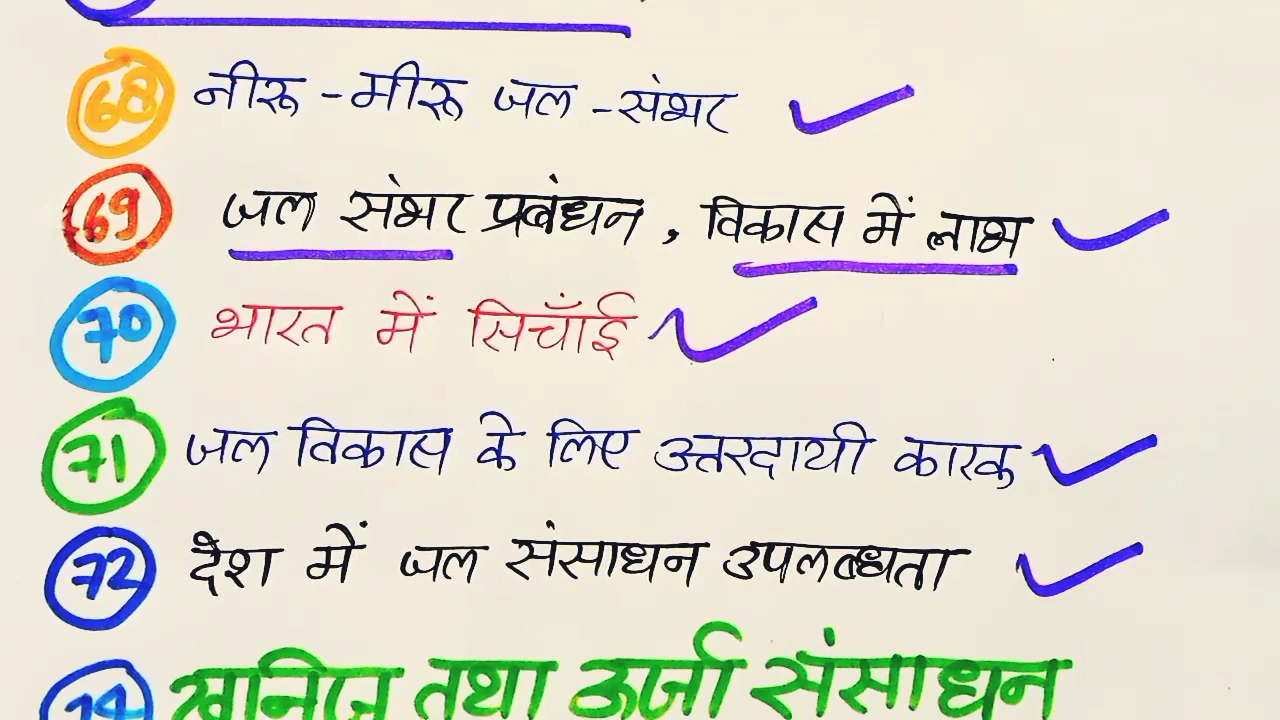 68 नीरू - मीरू जल - संभर
69 जल संभर प्रबंधन, विकास में लाभ
70 भारत में सिचाँई
71 जल विकास के लिए उत्तरदायी कारक
72 देश में जल संसाधन उपलब्धता
खनिज तथा ऊर्जा संसाधन